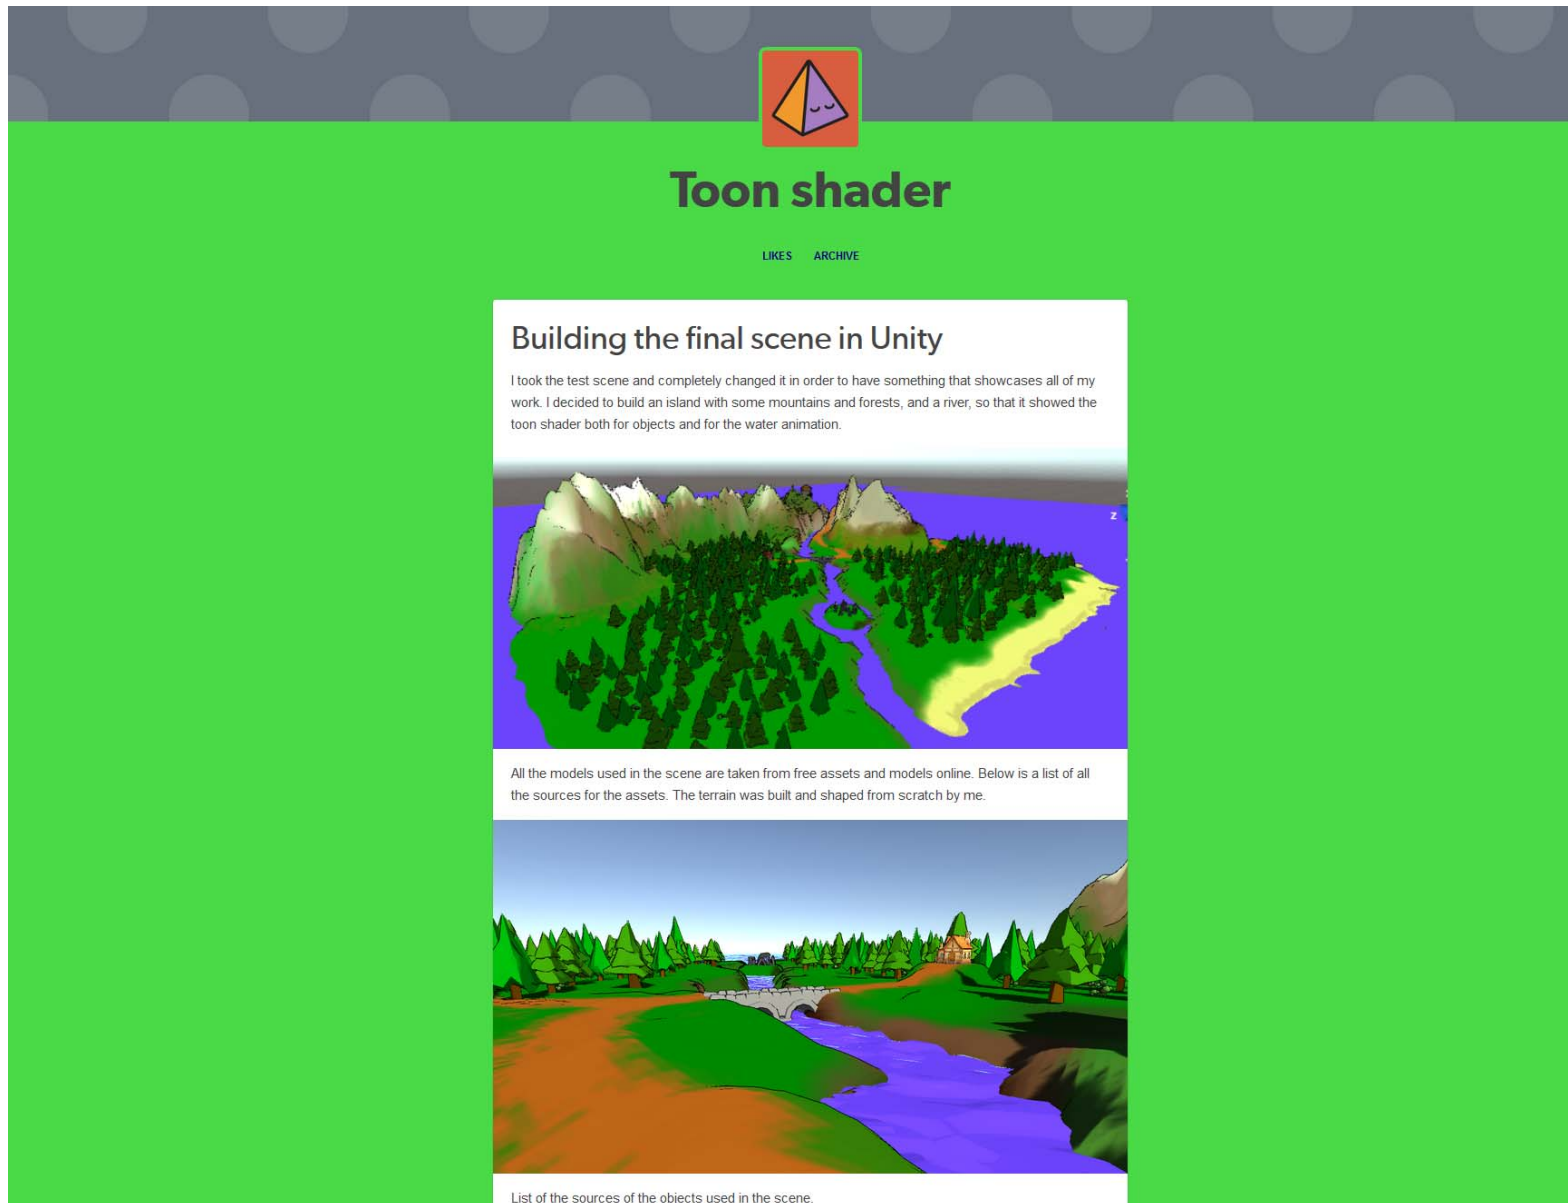 Toon shader
LIKES ARCHIVE
Building the final scene in Unity
I took the test scene and completely changed it in order to have something that showcases all of my
work. I decided to build an island with some mountains and forests, and a river, so that it showed the
toon shader both for objects and for the water animation.
z
All the models used in the scene are taken from free assets and models online. Below is a list of all
the sources for the assets. The terrain was built and shaped from scratch by me.
List of the sources of the objects used in the scene.